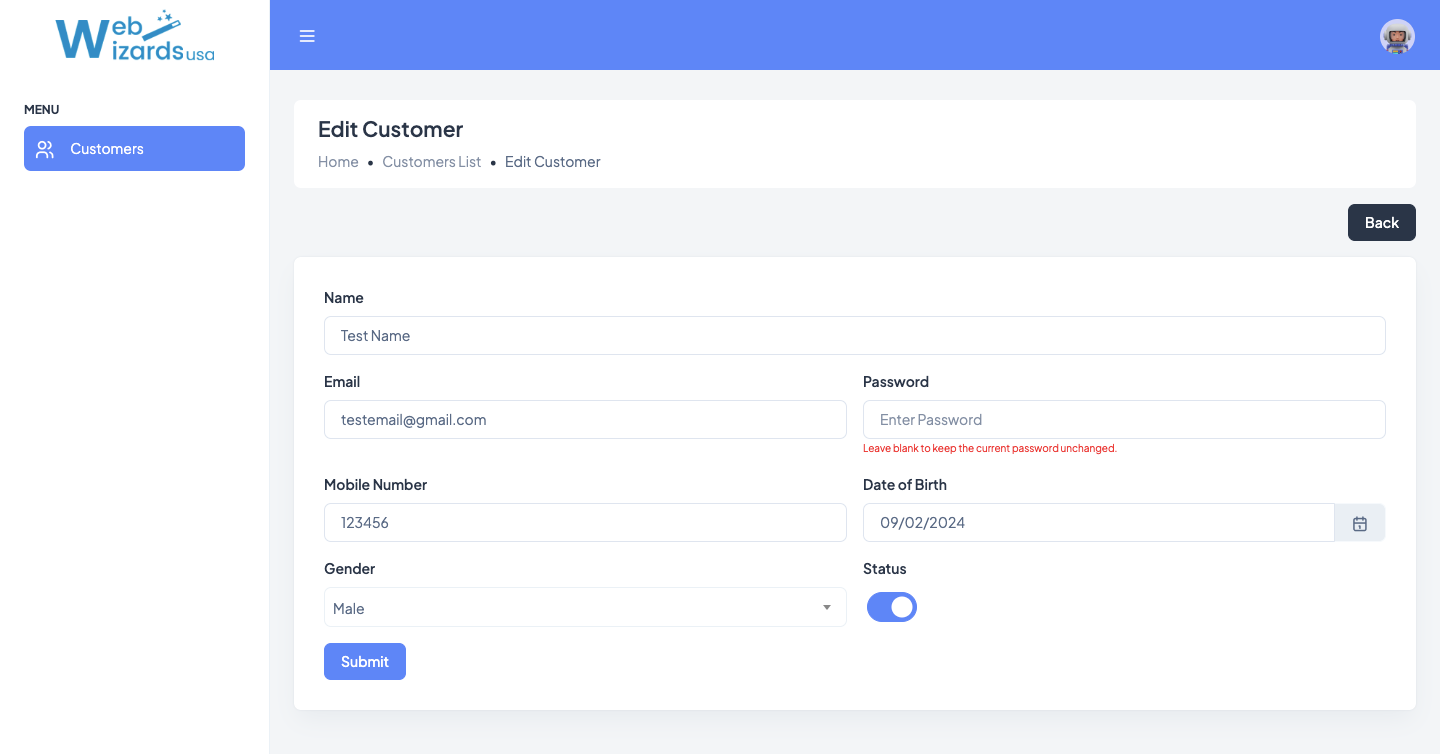 Web
Wizards usa
MENU
Customers
Edit Customer
Home • Customers List • Edit Customer
Back
Name
Test Name
Email
Password
testemail@gmail.com
Enter Password
Leave blank to keep the current password unchanged.
Mobile Number
Date of Birth
123456
09/02/2024
Gender
Status
Male
Submit